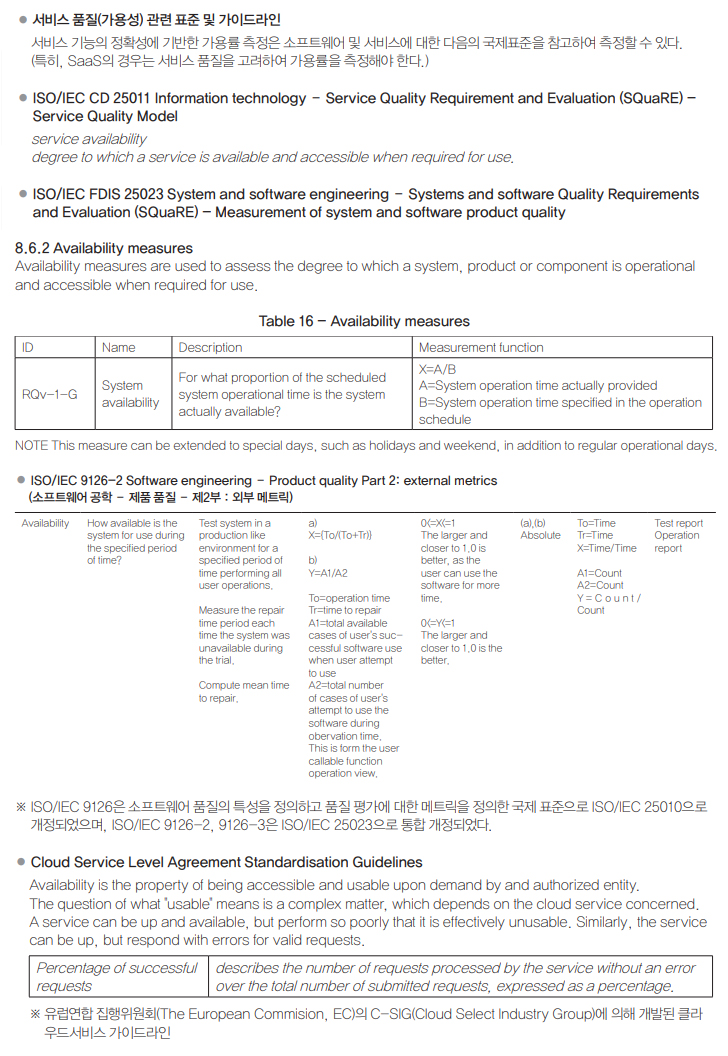 ● 서비스 품질(가용성) 관련 표준 및 가이드라인
서비스 기능의 정확성에 기반한 가용률 측정은 소프트웨어 및 서비스에 대한 다음의 국제표준을 참고하여 측정할 수 있다.
(특히, SaaS의 경우는 서비스 품질을 고려하여 가용률을 측정해야 한다.)
● ISO/IEC CD 25011 Information technology – Service Quality Requirement and Evaluation (SQuaRE) –
Service Quality Model
service availability
degree to which a service is available and accessible when required for use.
● ISO/IEC FDIS 25023 System and software engineering – Systems and software Quality Requirements
and Evaluation (SQuaRE) – Measurement of system and software product quality
8.6.2 Availability measures
Availability measures are used to assess the degree to which a system, product or component is operational
and accessible when required for use.
Table 16 – Availability measures
ID Name Description Measurement function
RQv-1-G
System
availability
For what proportion of the scheduled
system operational time is the system
actually available?
X=A/B
A=System operation time actually provided
B=System operation time specified in the operation
schedule
NOTE This measure can be extended to special days, such as holidays and weekend, in addition to regular operational days.
● ISO/IEC 9126-2 Software engineering – Product quality Part 2: external metrics
(소프트웨어 공학 – 제품 품질 – 제2부 : 외부 메트릭)
Availability
How available is the
system for use during
the specified period
of time?
Test system in a
production like
environment for a
specified period of
time performing all
user operations.
Measure the repair
time period each
time the system was
unavailable during
the trial.
Compute mean time
to repair.
a)
X={To/(To+Tr)}
b)
Y=A1/A2
To=operation time
Tr=time to repair
A1=total available
cases of user's suc-
cessful software use
when user attempt
to use
A2=total number
of cases of user's
attempt to use the
software during
obervation time.
This is form the user
callable function
operation view.
0<=X<=1
The larger and
closer to 1.0 is
better, as the
user can use the
software for more
time.
0<=Y<=1
The larger and
closer to 1.0 is the
better.
(a),(b)
Absolute
To=Time
Tr=Time
X=Time/Time
A1=Count
A2=Count
Y = C o u n t /
Count
Test report
Operation
report
※ ISO/IEC 9126은 소프트웨어 품질의 특성을 정의하고 품질 평가에 대한 메트릭을 정의한 국제 표준으로 ISO/IEC 25010으로
개정되었으며, ISO/IEC 9126-2, 9126-3은 ISO/IEC 25023으로 통합 개정되었다.
● Cloud Service Level Agreement Standardisation Guidelines
Availability is the property of being accessible and usable upon demand by and authorized entity.
The question of what "usable" means is a complex matter, which depends on the cloud service concerned.
A service can be up and available, but perform so poorly that it is effectively unusable. Similarly, the service
can be up, but respond with errors for valid requests.
Percentage of successful
requests
describes the number of requests processed by the service without an error
over the total number of submitted requests, expressed as a percentage.
※ 유럽연합 집행위원회(The European Commision, EC)의 C-SIG(Cloud Select Industry Group)에 의해 개발된 클라
우드서비스 가이드라인